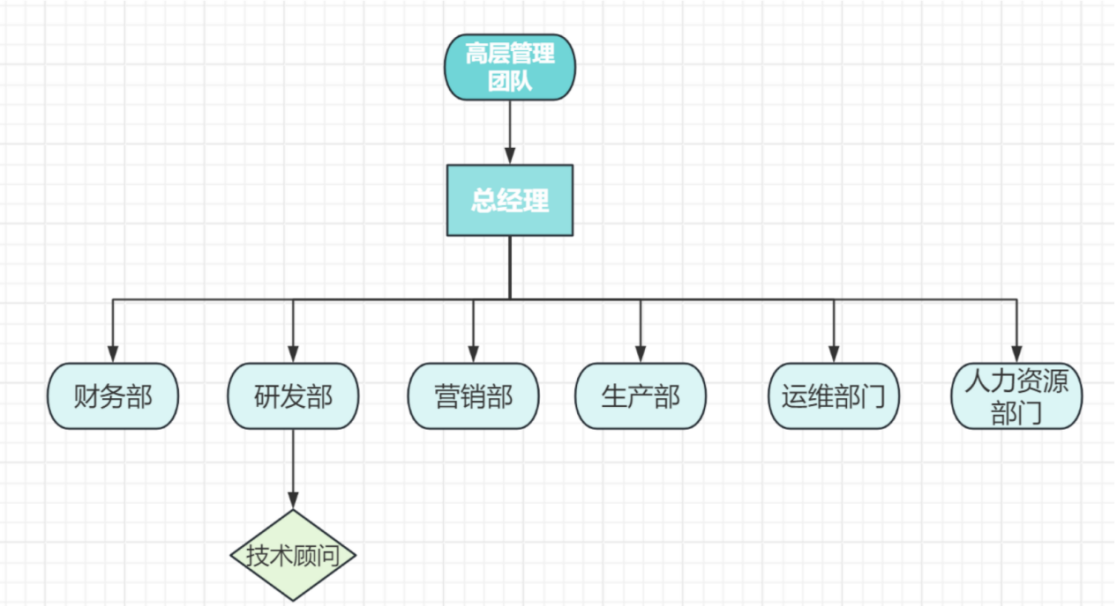 高层管理
团队
总经理
财务部
研发部
营销部
生产部
运维部门
人力资源
部门
技术顾问